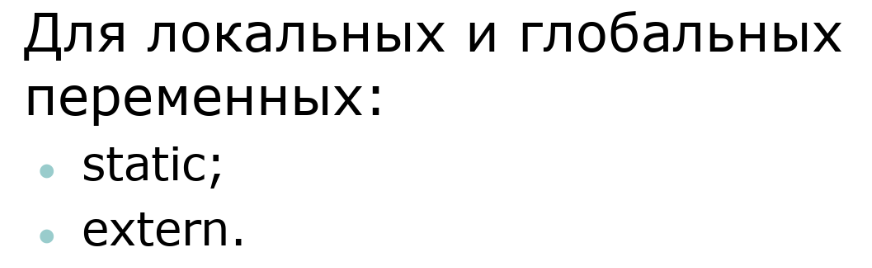 Для локальных и глобальных
переменных:
• static;
• extern.